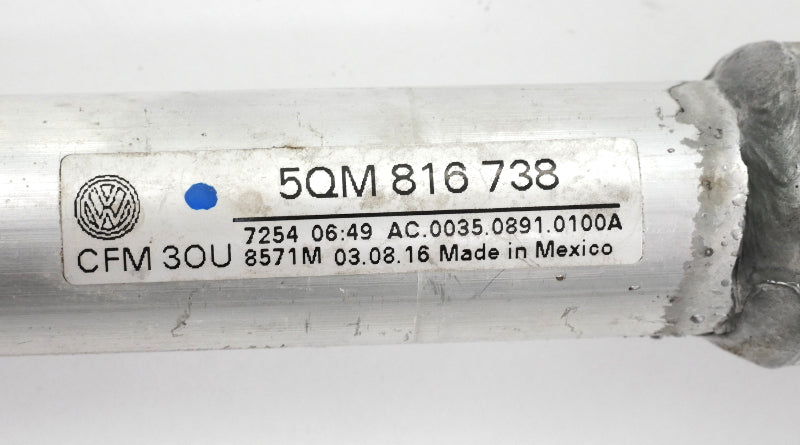 5QM 816 738
7254 06:49 AC.0035.0891.0100A
CFM 3OU 8571M 03.08.16 Made in Mexico